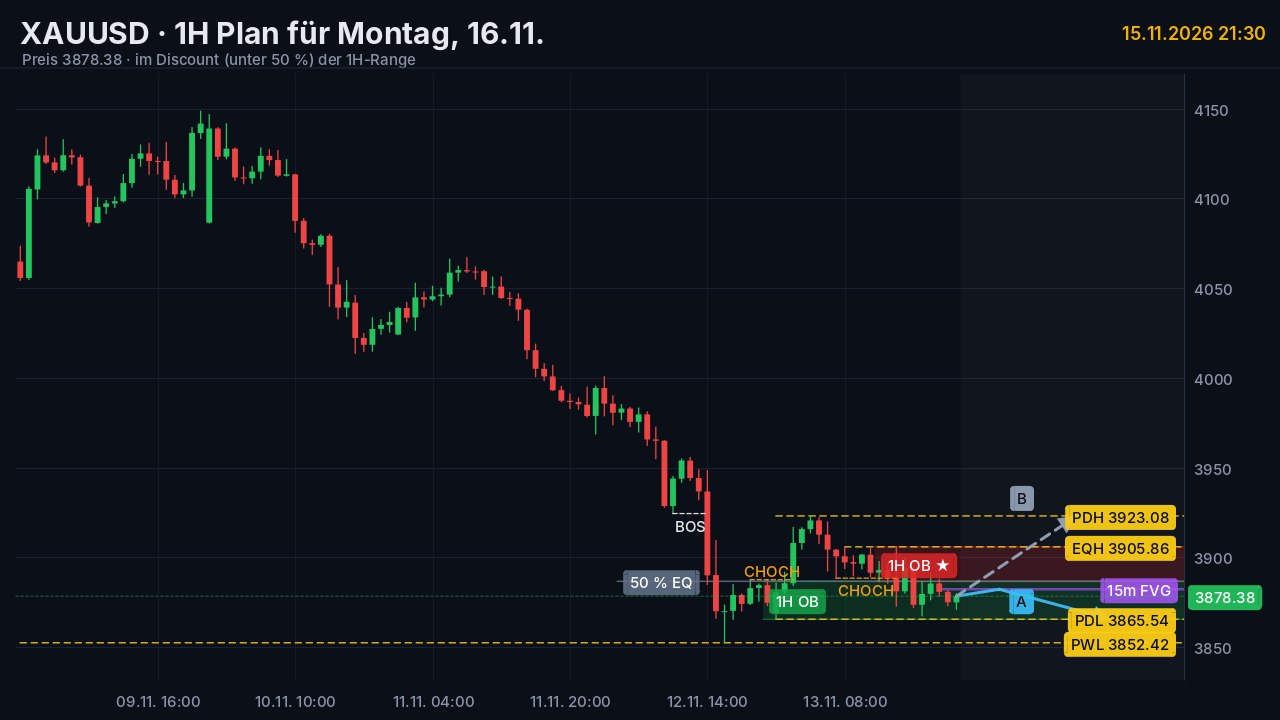 XAUUSD · 1H Plan für Montag, 16.11.
15.11.2026 21:30
Preis 3878.38 · im Discount (unter 50 %) der 1H-Range
4150
4100
4050
4000
3950
3900
3850
B
PDH 3923.08
BOS
EQH 3905.86
1H OB ★
CHOCH
50 % EQ
CHOCH
15m FVG
3878.38
1H OB
A
PDL 3865.54
PWL 3852.42
09.11. 16:00
10.11. 10:00
11.11. 04:00
11.11. 20:00
12.11. 14:00
13.11. 08:00